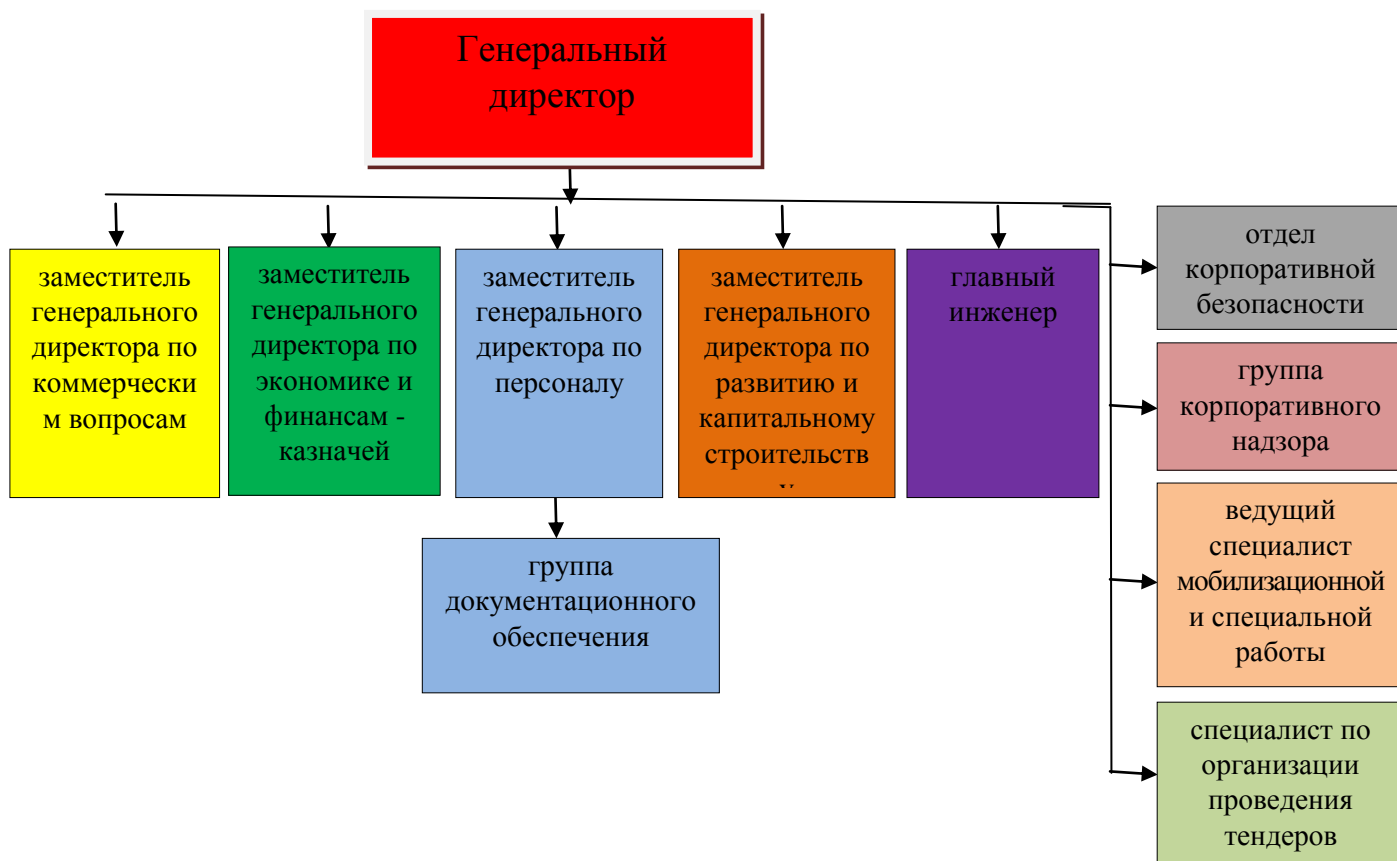 Генеральный
директор
заместитель
генерального
директора по
коммерчески
м вопросам
заместитель
генерального
директора по
экономике и
финансам -
казначей
заместитель
генерального
директора по
персоналу
заместитель
генерального
директора по
развитию и
капитальному
строительств
у
главный
инженер
группа
документационного
обеспечения
отдел
корпоративной
безопасности
группа
корпоративного
надзора
ведущий
специалист
мобилизационной
и специальной
работы
специалист по
организации
проведения
тендеров